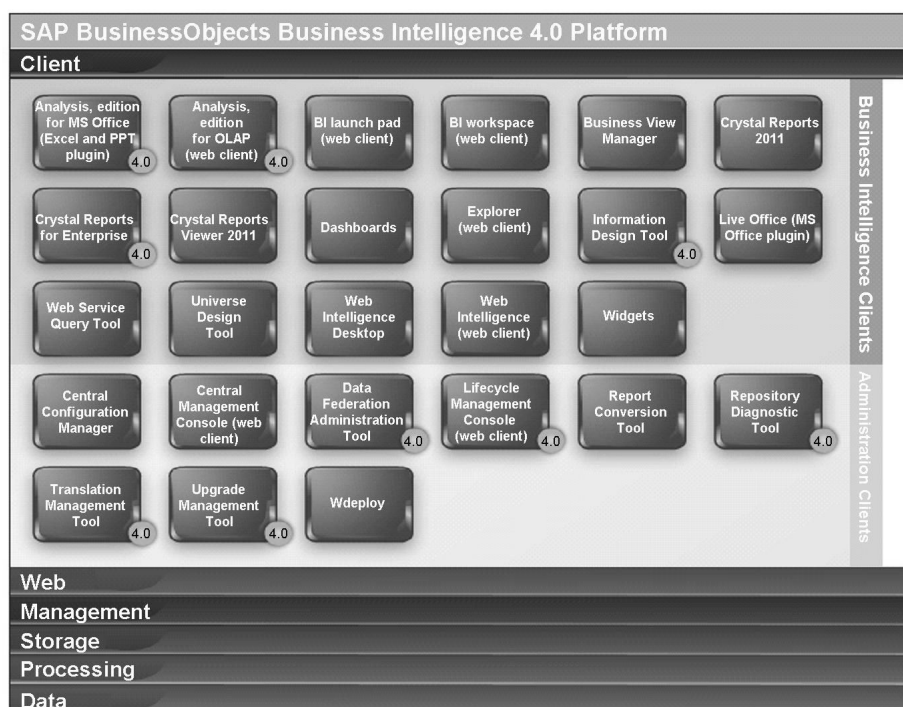 SAP BusinessObjects Business Intelligence 4.0 Platform
Client
Analysis, edition
for MS Office
(Excel and PPT
plugin)
4.0
Analysis,
edition
for OLAP
(web client)
4.0
BI launch pad
(web client)
BI workspace
(web client)
Business View
Manager
Crystal Reports
2011
Crystal Reports
for Enterprise
4.0
Crystal Reports
Viewer 2011
Dashboards
Explorer
(web client)
Information
Design Tool
4.0
Live Office (MS
Office plugin)
Web Service
Query Tool
Universe
Design
Tool
Web
Intelligence
Desktop
Web
Intelligence
(web client)
Widgets
Business Intelligence Clients
Central
Configuration
Manager
Central
Management
Console (web
client)
Data
Federation
Administration
Tool
4.0
Lifecycle
Management
Console
(web client)
4.0
Report
Conversion
Tool
Repository
Diagnostic
Tool
4.0
Translation
Management
Tool
4.0
Upgrade
Management
Tool
4.0
Wdeploy
Administration Clients
Web
Management
Storage
Processing
Data